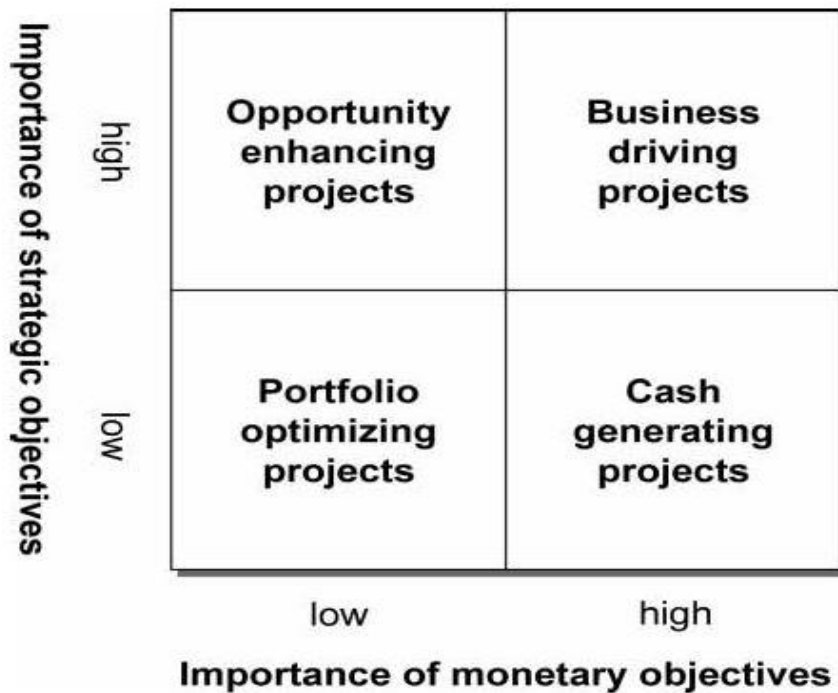 Importance of strategic objectives
high
Opportunity
enhancing
projects
Business
driving
projects
low
Portfolio
optimizing
projects
Cash
generating
projects
low
high
Importance of monetary objectives